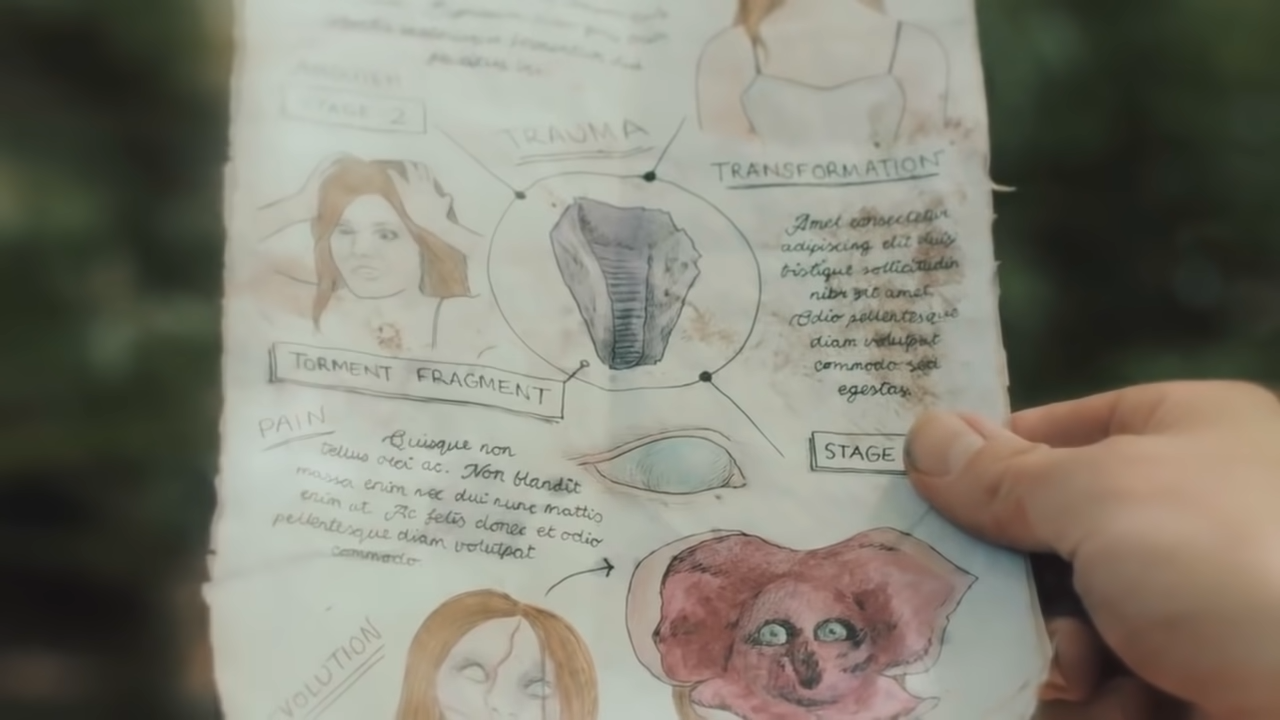 STAGE 2
TRAUMA
TRANSFORMATION
Amet consectetur
adipiscing elit duis
tristique sollicitudin
nibh sit amet
Odio pellentesque
diam volutpat
commodo sed
egestas.
TORMENT FRAGMENT
PAIN
STAGE
Quisque non
tellus orci ac. Non blandit
massa enim nec dui nunc mattis
enim ut. Ac felis donec et odio
pellentesque diam volutpat
commodo
VOLUTION